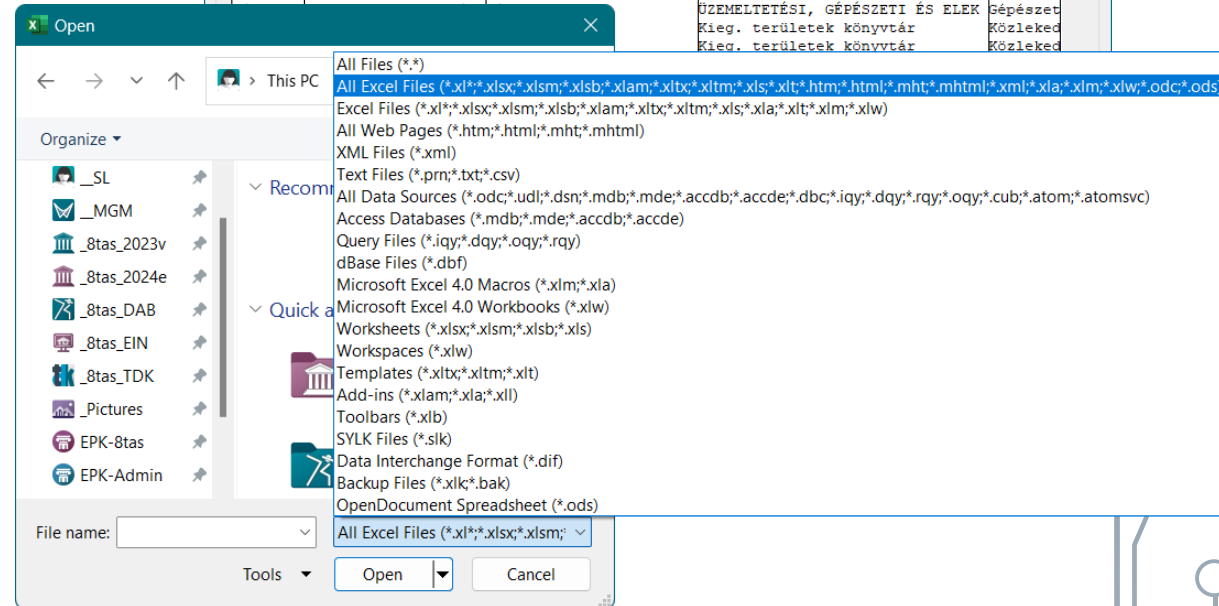 ÜZEMELTETÉSI, GÉPÉSZETI ÉS ELEK Gépészet
Kieg. területek könyvtár Közleked
Kieg. területek könyvtár Közleked
Open
This PC
Organize
__SL
__MGM
_8tas_2023v
_8tas_2024e
_8tas_DAB
_8tas_EIN
_8tas_TDK
_Pictures
EPK-8tas
EPK-Admin
Recomm
Quick a
All Files (*.*)
All Excel Files (*.xl*;*.xlsx;*.xlsm;*.xlsb;*.xlam;*.xltx;*.xltm;*.xls;*.xlt;*.htm;*.html;*.mht;*.mhtml;*.xml;*.xla;*.xlm;*.xlw;*.odc;*.ods)
Excel Files (*.xl*;*.xlsx;*.xlsm;*.xlsb;*.xlam;*.xltx;*.xltm;*.xls;*.xla;*.xlt;*.xlm;*.xlw)
All Web Pages (*.htm;*.html;*.mht;*.mhtml)
XML Files (*.xml)
Text Files (*.prn;*.txt;*.csv)
All Data Sources (*.odc;*.udl;*.dsn;*.mdb;*.mde;*.accdb;*.accde;*.dbc;*.iqy;*.dqy;*.rqy;*.oqy;*.cub;*.atom;*.atomsvc)
Access Databases (*.mdb;*.mde;*.accdb;*.accde)
Query Files (*.iqy;*.dqy;*.oqy;*.rqy)
dBase Files (*.dbf)
Microsoft Excel 4.0 Macros (*.xlm;*.xla)
Microsoft Excel 4.0 Workbooks (*.xlw)
Worksheets (*.xlsx;*.xlsm;*.xlsb;*.xls)
Workspaces (*.xlw)
Templates (*.xltx;*.xltm;*.xlt)
Add-ins (*.xlam;*.xla;*.xll)
Toolbars (*.xlb)
SYLK Files (*.slk)
Data Interchange Format (*.dif)
Backup Files (*.xlk;*.bak)
OpenDocument Spreadsheet (*.ods)
File name:
All Excel Files (*.xl*;*.xlsx;*.xlsm;*
Tools
Open
Cancel